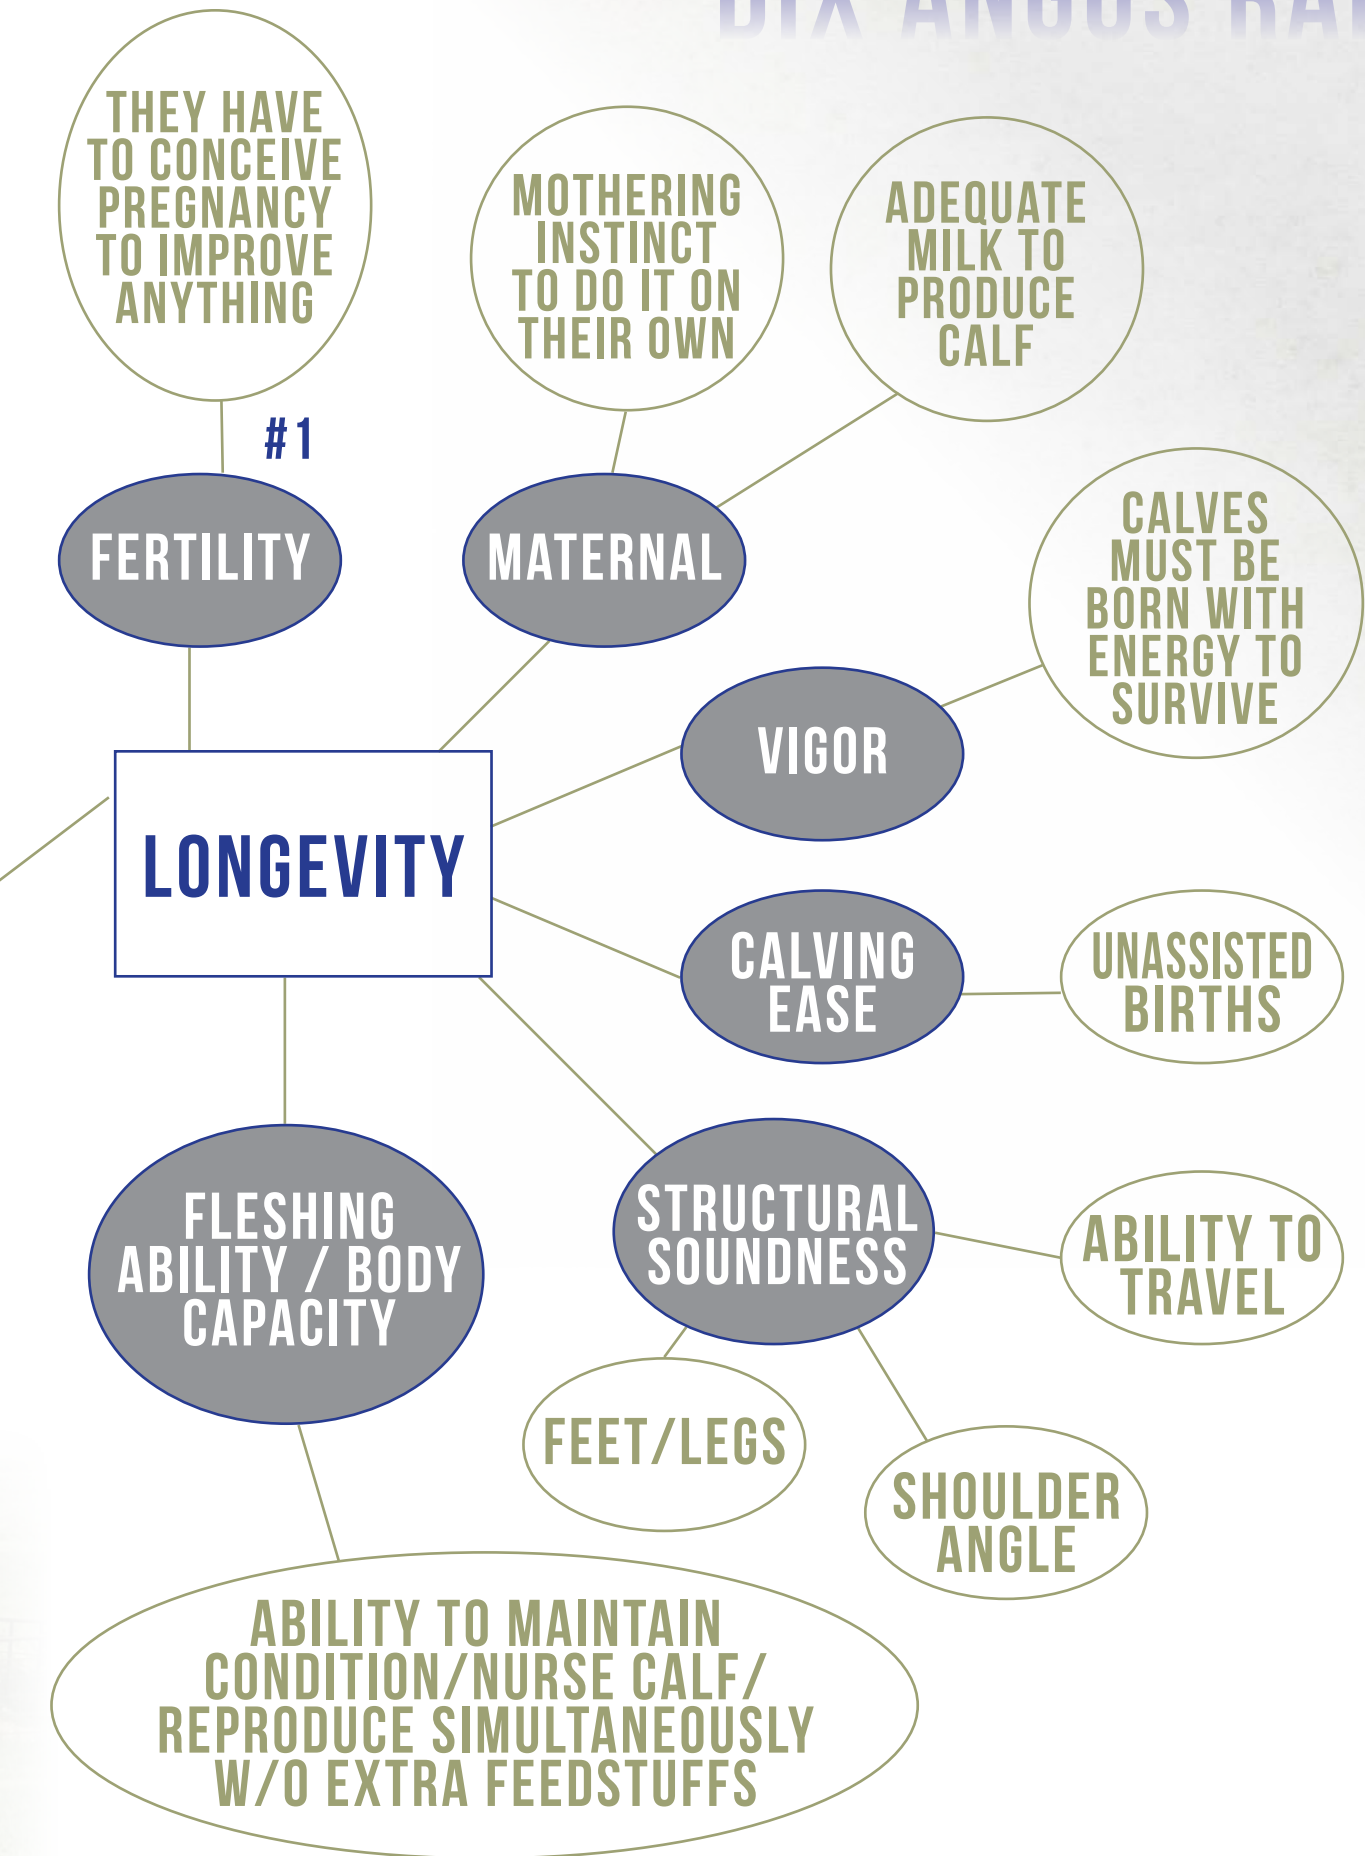 DIX ANGUS
THEY HAVE
TO CONCEIVE
PREGNANCY
TO IMPROVE
ANYTHING
MOTHERING
INSTINCT
TO DO IT ON
THEIR OWN
ADEQUATE
MILK TO
PRODUCE
CALF
#1
FERTILITY
MATERNAL
CALVES
MUST BE
BORN WITH
ENERGY TO
SURVIVE
VIGOR
LONGEVITY
CALVING
EASE
UNASSISTED
BIRTHS
FLESHING
ABILITY / BODY
CAPACITY
STRUCTURAL
SOUNDNESS
ABILITY TO
TRAVEL
FEET/LEGS
SHOULDER
ANGLE
ABILITY TO MAINTAIN
CONDITION/NURSE CALF/
REPRODUCE SIMULTANEOUSLY
W/O EXTRA FEEDSTUFFS